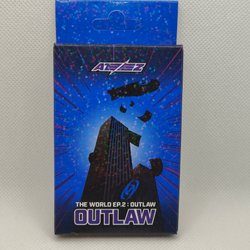 ATEEZ
THE WORLD EP.2 : OUTLAW
OUTLAW